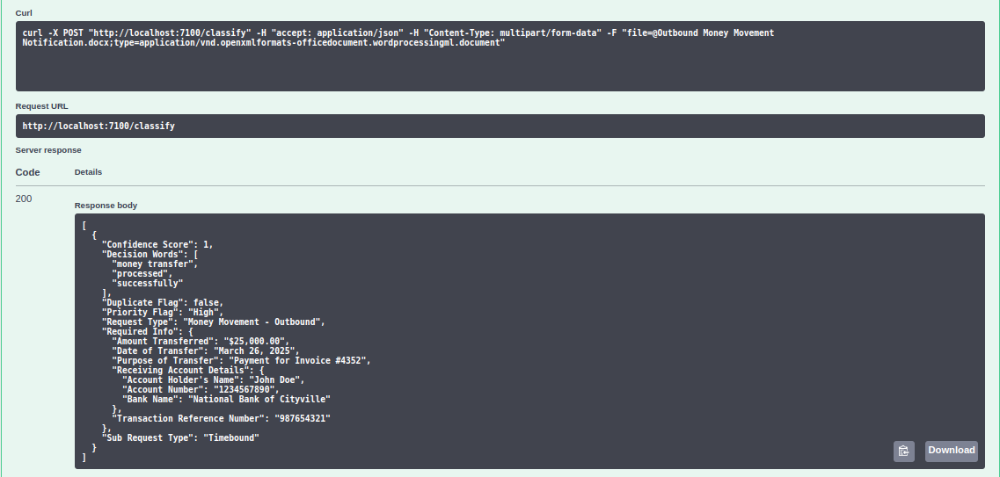 Curl
curl -X POST "http://localhost:7100/classify" -H "accept: application/json" -H "Content-Type: multipart/form-data" -F "file=@Outbound Money Movement
Notification.docx;type=application/vnd.openxmlformats-officedocument.wordprocessingml.document"
Request URL
http://localhost:7100/classify
Server response
Code Details
200
Response body
[
  {
    "Confidence Score": 1,
    "Decision Words": [
      "money transfer",
      "processed",
      "successfully"
    ],
    "Duplicate Flag": false,
    "Priority Flag": "High",
    "Request Type": "Money Movement - Outbound",
    "Required Info": {
      "Amount Transferred": "$25,000.00",
      "Date of Transfer": "March 26, 2025",
      "Purpose of Transfer": "Payment for Invoice #4352",
      "Receiving Account Details": {
        "Account Holder's Name": "John Doe",
        "Account Number": "1234567890",
        "Bank Name": "National Bank of Cityville"
      },
      "Transaction Reference Number": "987654321"
    },
    "Sub Request Type": "Timebound"
  }
]
Download